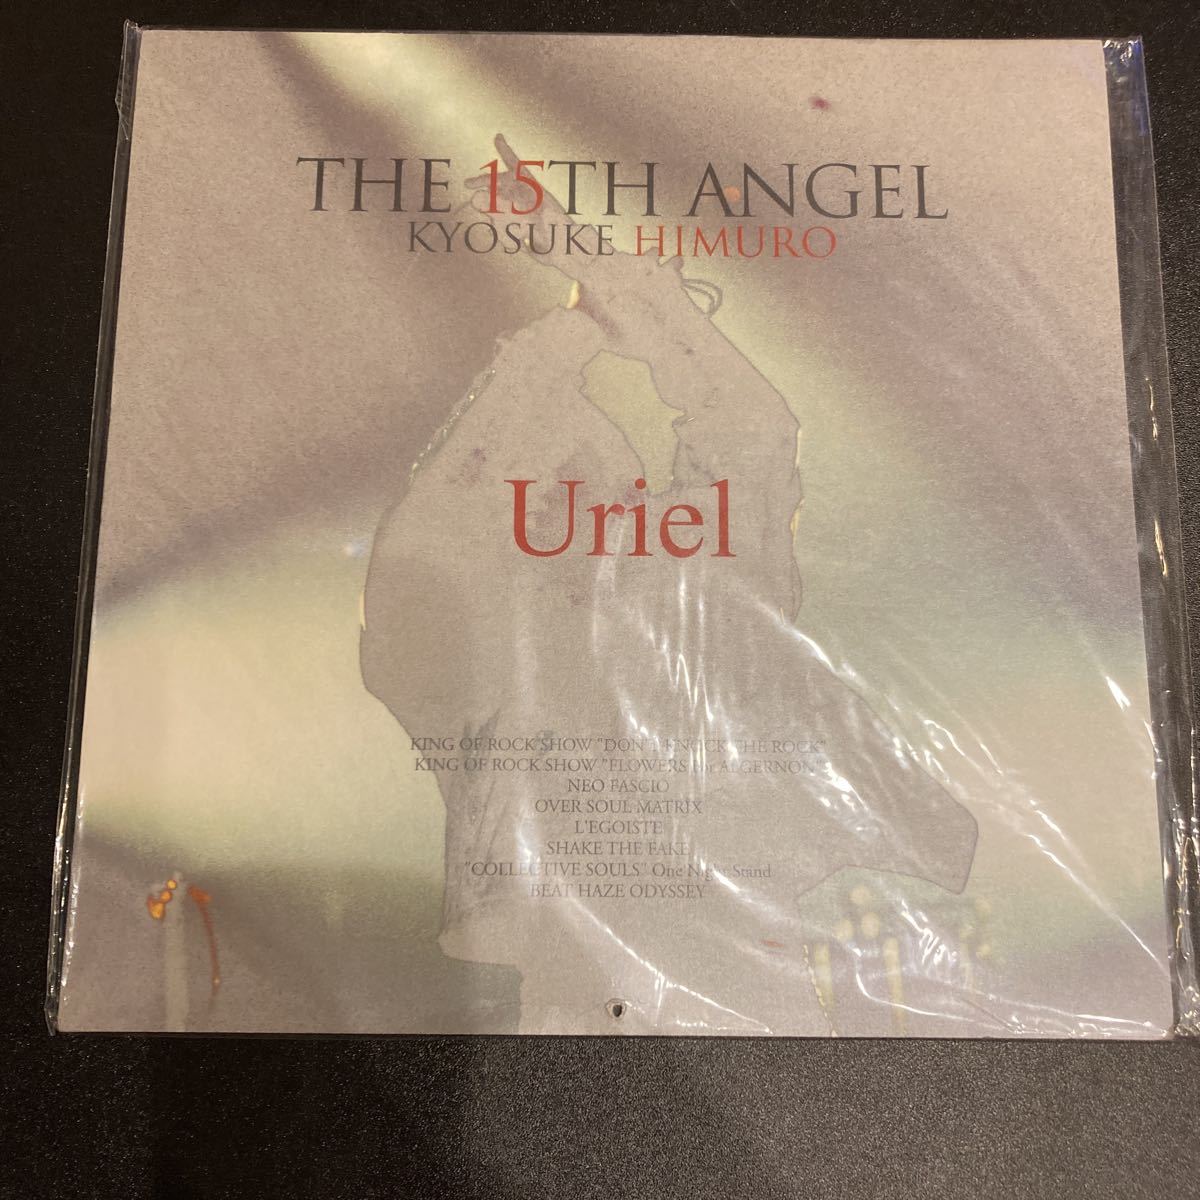 THE 15TH ANGEL
KYOSUKE HIMURO
Uriel
KING OF ROCK SHOW "DON'T KNOCK THE ROCK"
KING OF ROCK SHOW "FLOWERS for ALGERNON"
NEO FASCIO
OVER SOUL MATRIX
L'EGOISTE
SHAKE THE FAKE
"COLLECTIVE SOULS" One Night Stand
BEAT HAZE ODYSSEY